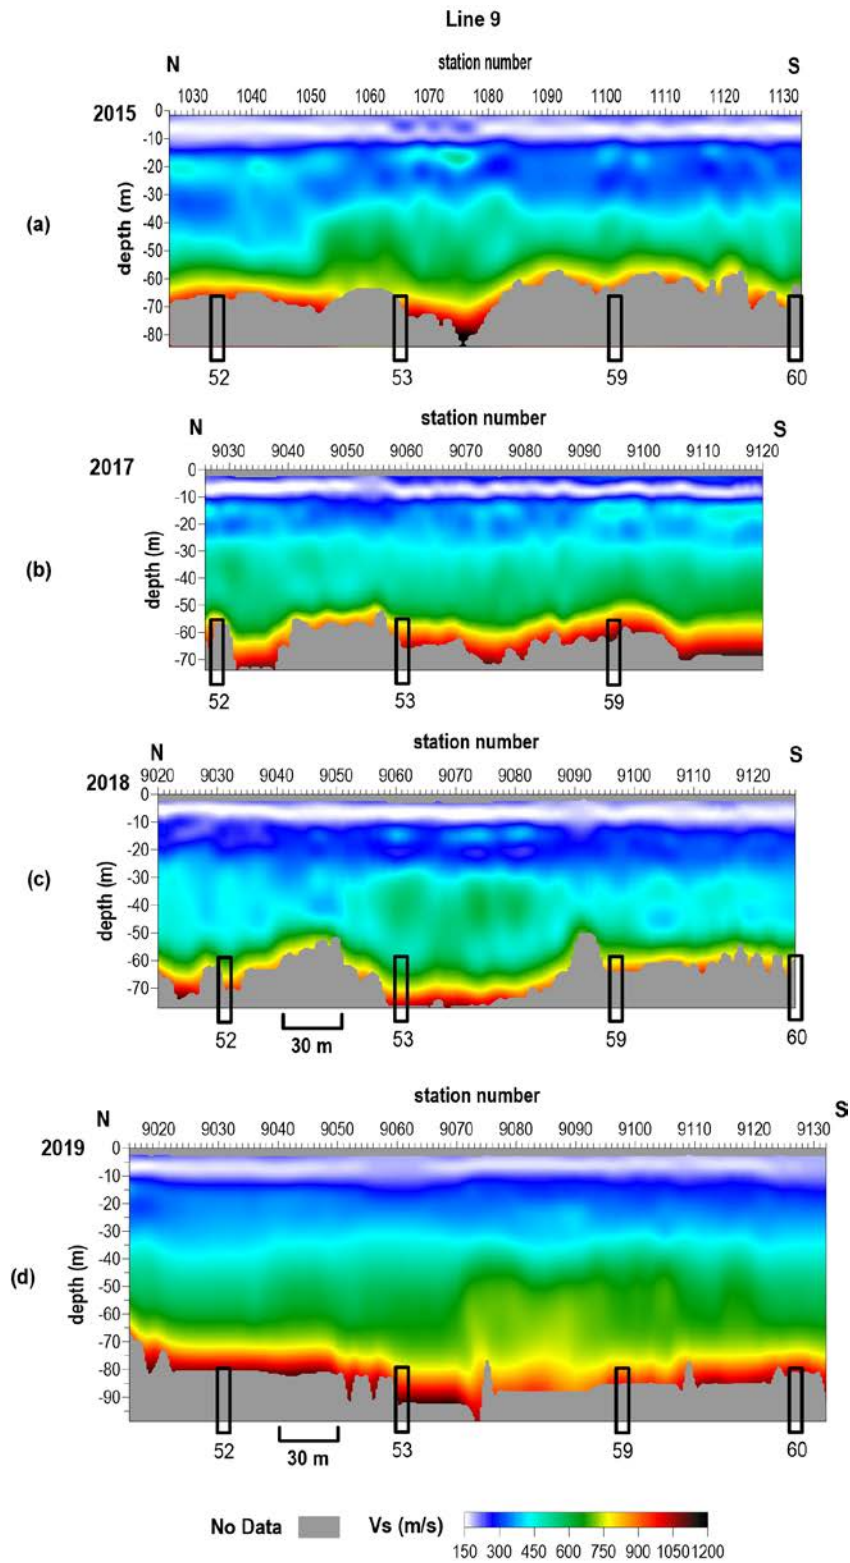 Line 9
station number
N S
1030 1040 1050 1060 1070 1080 1090 1100 1110 1120 1130
2015
(a)
depth (m)
0
-10
-20
-30
-40
-50
-60
-70
-80
52 53 59 60
station number
N S
9030 9040 9050 9060 9070 9080 9090 9100 9110 9120
2017
(b)
depth (m)
0
-10
-20
-30
-40
-50
-60
-70
52 53 59
station number
N S
9020 9030 9040 9050 9060 9070 9080 9090 9100 9110 9120
2018
(c)
depth (m)
0
-10
-20
-30
-40
-50
-60
-70
52 53 59 60
30 m
station number
N S
9020 9030 9040 9050 9060 9070 9080 9090 9100 9110 9120 9130
2019
(d)
depth (m)
0
-10
-20
-30
-40
-50
-60
-70
-80
-90
52 53 59 60
30 m
No Data Vs (m/s)
150 300 450 600 750 900 1050 1200